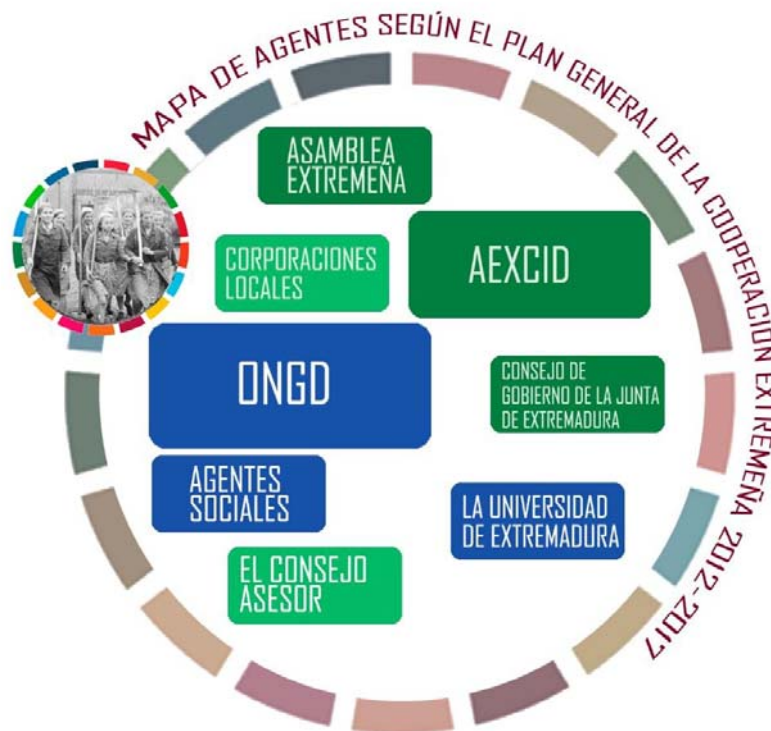 MAPA DE AGENTES SEGÚN EL PLAN GENERAL DE LA COOPERACIÓN EXTREMEÑA 2012-2017
ASAMBLEA
EXTREMEÑA
CORPORACIONES
LOCALES
AEXCID
ONGD
CONSEJO DE
GOBIERNO DE LA JUNTA
DE EXTREMADURA
AGENTES
SOCIALES
LA UNIVERSIDAD
DE EXTREMADURA
EL CONSEJO
ASESOR